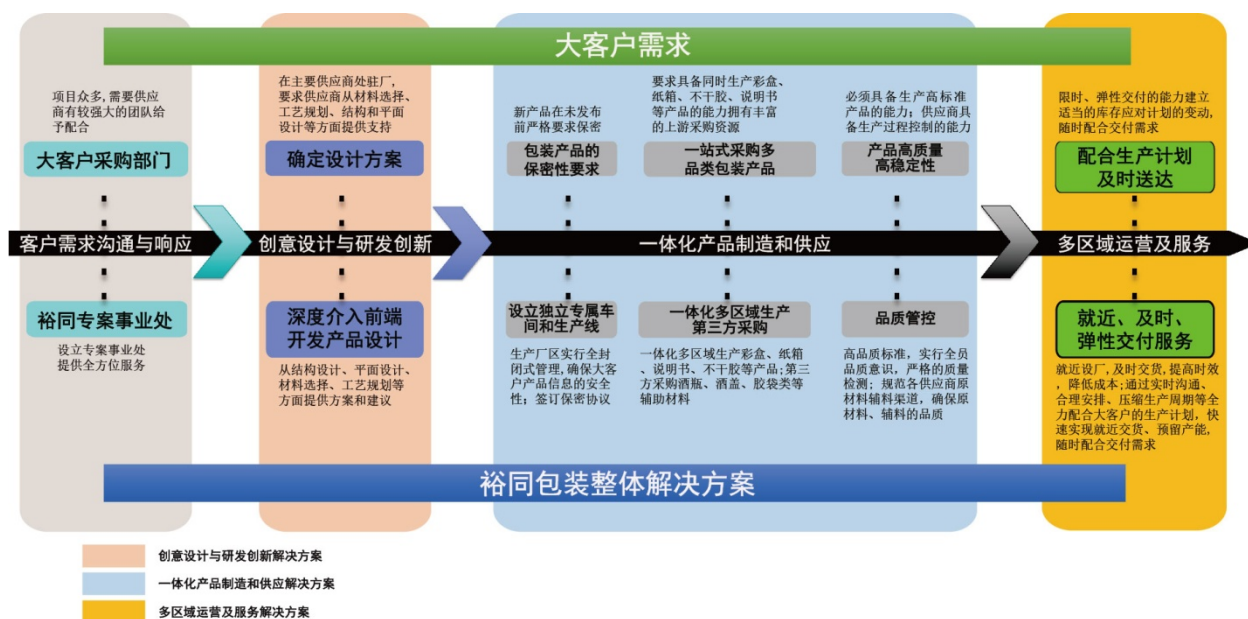 大客户需求
项目众多,需要供应
商有较强大的团队给
予配合
大客户采购部门
在主要供应商处驻厂,
要求供应商从材料选择、
工艺规划、结构和平面
设计等方面提供支持
确定设计方案
新产品在未发布
前严格要求保密
包装产品的
保密性要求
要求具备同时生产彩盒、
纸箱、不干胶、说明书
等产品的能力拥有丰富
的上游采购资源
一站式采购多
品类包装产品
必须具备生产高标准
产品的能力；供应商具
备生产过程控制的能力
产品高质量
高稳定性
限时、弹性交付的能力建立
适当的库存应对计划的变动,
随时配合交付需求
配合生产计划
及时送达
客户需求沟通与响应
创意设计与研发创新
一体化产品制造和供应
多区域运营及服务
裕同专案事业处
设立专案事业处
提供全方位服务
深度介入前端
开发产品设计
从结构设计、平面设计、
材料选择、工艺规划等
方面提供方案和建议
设立独立专属车
间和生产线
生产厂区实行全封
闭式管理,确保大客
户产品信息的安全
性；签订保密协议
一体化多区域生产
第三方采购
一体化多区域生产彩盒、纸箱
、说明书、不干胶等产品;第三
方采购酒瓶、酒盖、胶袋类等
辅助材料
品质管控
高品质标准，实行全员
品质意识，严格的质量
检测；规范各供应商原
材料辅料渠道，确保原
材料、辅料的品质
就近、及时、
弹性交付服务
就近设厂,及时交货,提高时效
,降低成本;通过实时沟通、
合理安排、压缩生产周期等全
力配合大客户的生产计划，快
速实现就近交货、预留产能,
随时配合交付需求
裕同包装整体解决方案
创意设计与研发创新解决方案
一体化产品制造和供应解决方案
多区域运营及服务解决方案